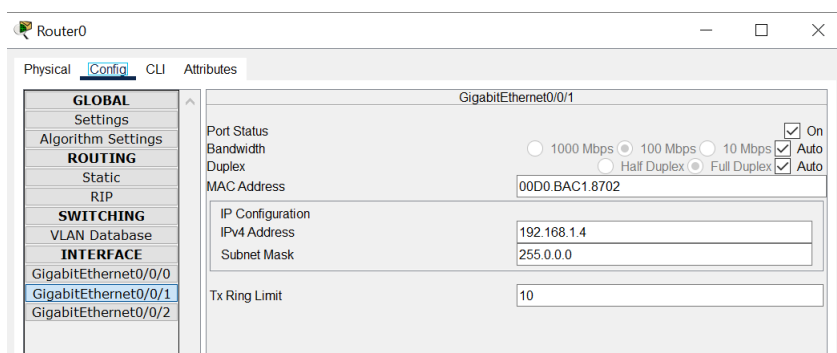 Router0
Physical Config CLI Attributes
GLOBAL
Settings
Algorithm Settings
ROUTING
Static
RIP
SWITCHING
VLAN Database
INTERFACE
GigabitEthernet0/0/0
GigabitEthernet0/0/1
GigabitEthernet0/0/2
GigabitEthernet0/0/1
Port Status On
Bandwidth 1000 Mbps 100 Mbps 10 Mbps Auto
Duplex Half Duplex Full Duplex Auto
MAC Address 00D0.BAC1.8702
IP Configuration
IPv4 Address 192.168.1.4
Subnet Mask 255.0.0.0
Tx Ring Limit 10